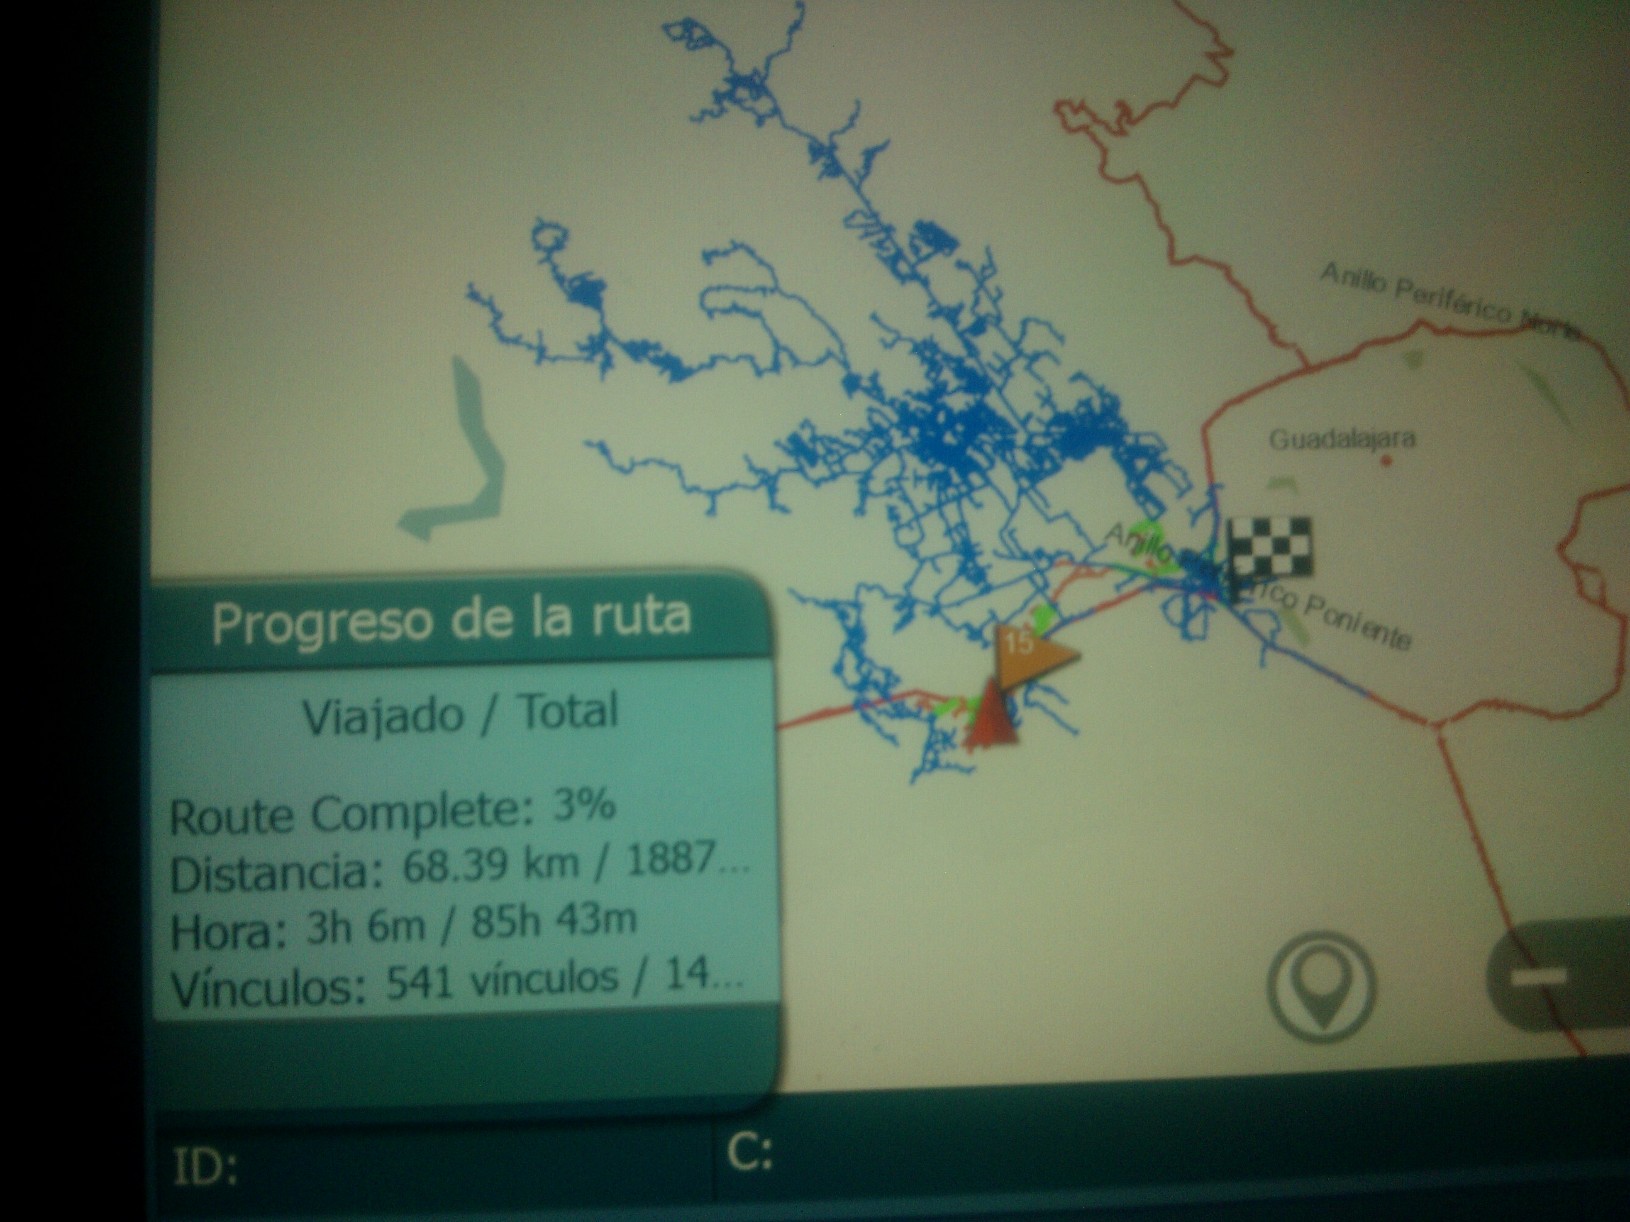 Anillo Periférico Norte
Guadalajara
Anillo
rico Poniente
15
Progreso de la ruta
Viajado / Total
Route Complete: 3%
Distancia: 68.39 km / 1887...
Hora: 3h 6m / 85h 43m
Vínculos: 541 vínculos / 14...
ID:
C: